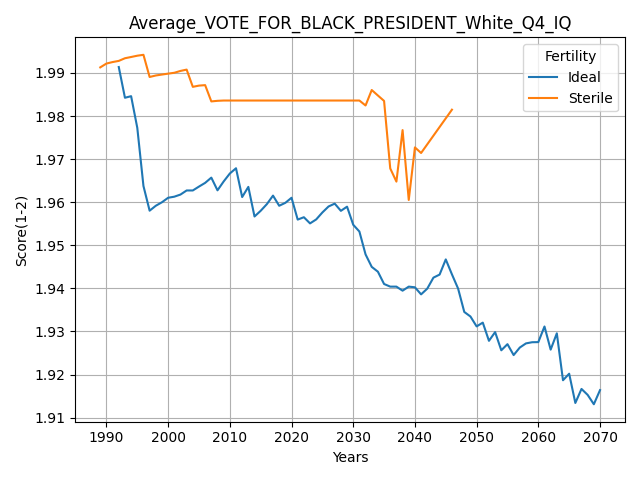 Average_VOTE_FOR_BLACK_PRESIDENT_White_Q4_IQ
Fertility
Ideal
Sterile
Score(1-2)
1.99
1.98
1.97
1.96
1.95
1.94
1.93
1.92
1.91
1990 2000 2010 2020 2030 2040 2050 2060 2070
Years